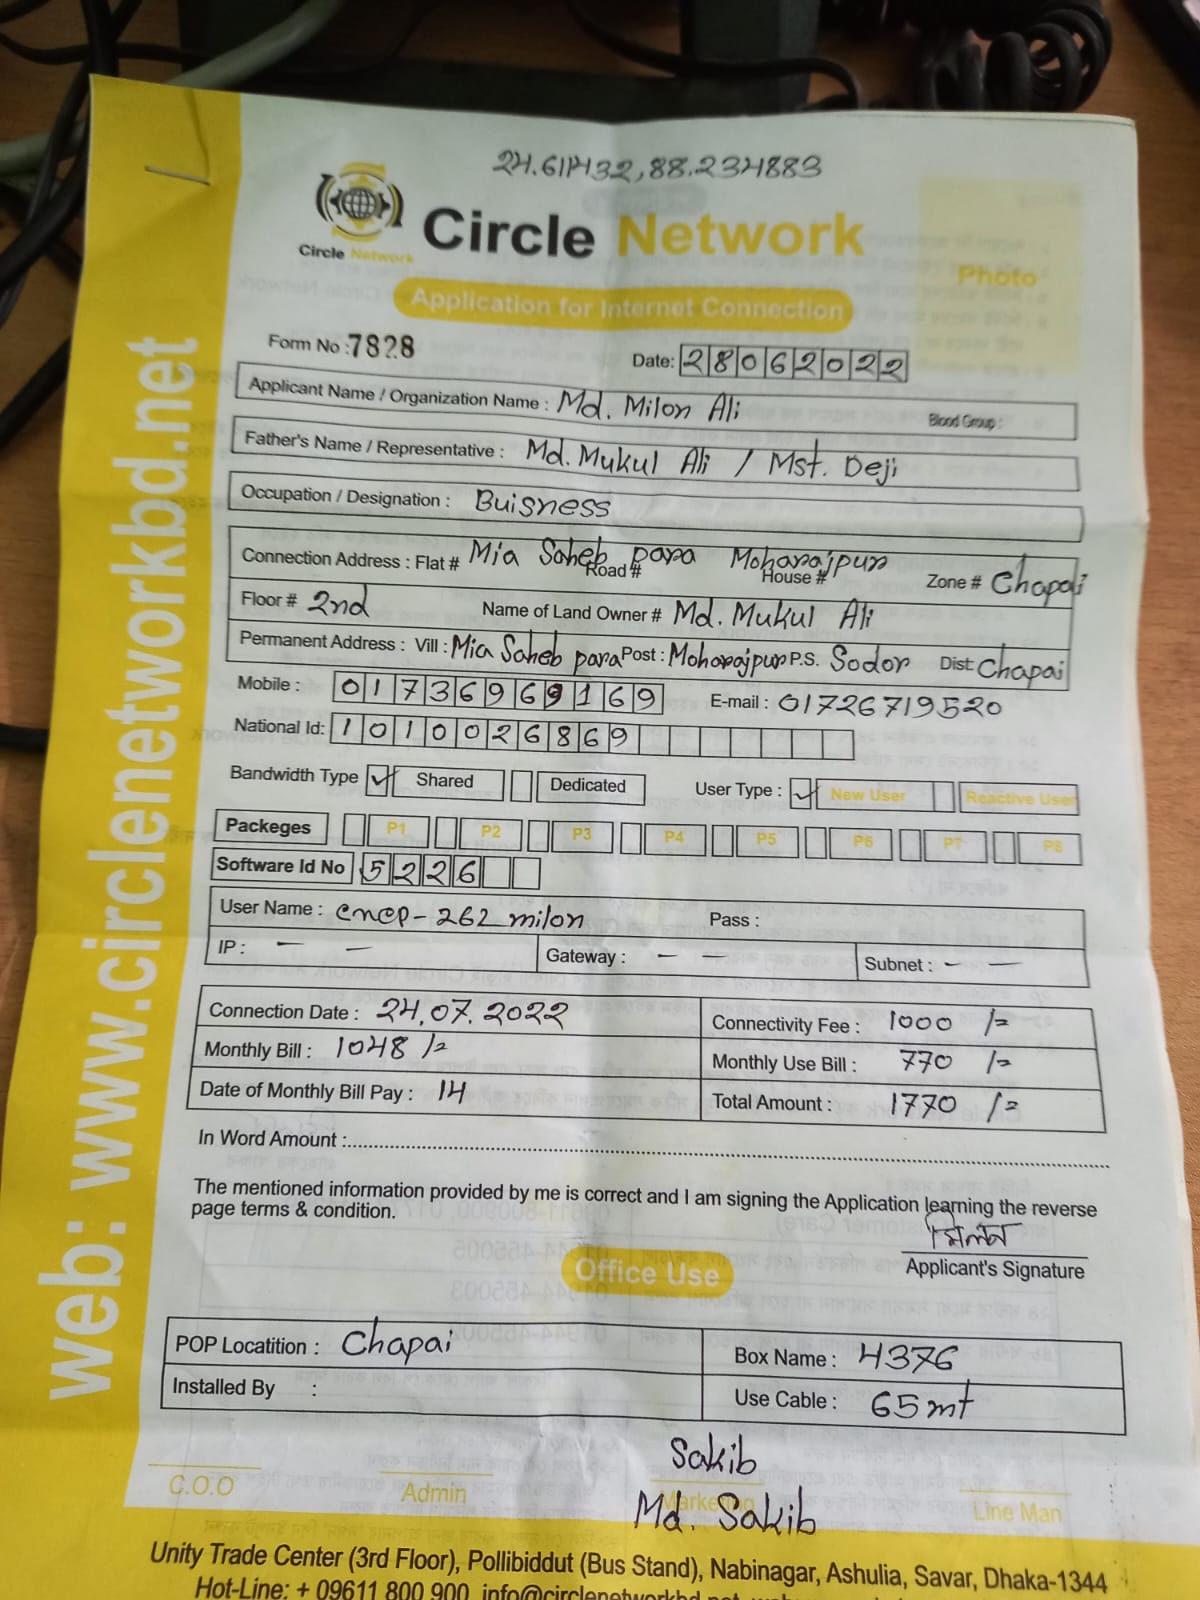 24.611432,88.234883
Circle Network
Circle Network
Photo
Application for Internet Connection
Form No :7828
Date: 28062022
Applicant Name / Organization Name : Md. Milon Ali Blood Group :
Father's Name / Representative : Md. Mukul Ali / Mst. Deji
Occupation / Designation : Buisness
Connection Address : Flat # Mia Saheb para Moharajpur Road # House # Zone # Chapai
Floor # 2nd Name of Land Owner # Md. Mukul Ali
Permanent Address : Vill : Mia Saheb para Post : Moharajpur P.S. Sodor Dist: Chapai
Mobile : 01736969169 E-mail : 01726719520
National Id: 1010026869
Bandwidth Type ✓ Shared Dedicated User Type : ✓ New User Reactive User
Packeges P1 P2 P3 P4 P5 P6 P7 P8
Software Id No 5226
User Name : cncp-262milon Pass :
IP : — — Gateway : — — Subnet : — —
Connection Date : 24.07.2022 Connectivity Fee : 1000 /=
Monthly Bill : 1048 /= Monthly Use Bill : 770 /=
Date of Monthly Bill Pay : 14 Total Amount : 1770 /=
In Word Amount :
The mentioned information provided by me is correct and I am signing the Application learning the reverse
page terms & condition.
মিলন
Applicant's Signature
Office Use
POP Locatition : Chapai Box Name : 4376
Installed By : Use Cable : 65mt
Sakib
C.O.O Admin Marketing Line Man
Md. Sakib
Unity Trade Center (3rd Floor), Pollibiddut (Bus Stand), Nabinagar, Ashulia, Savar, Dhaka-1344
Hot-Line: + 09611 800 900, info@circlenetworkbd.net,
web: www.circlenetworkbd.net